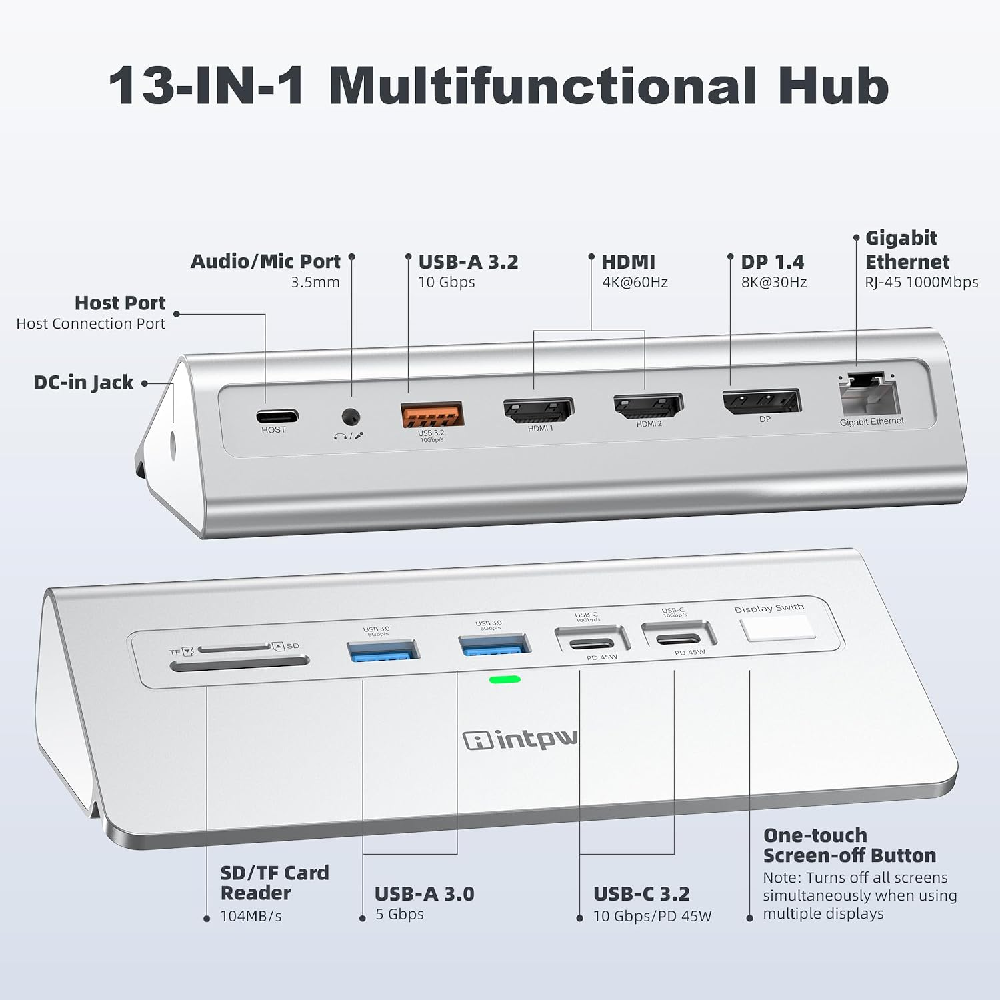 13-IN-1 Multifunctional Hub
Gigabit
Ethernet
RJ-45 1000Mbps
Audio/Mic Port
3.5mm
USB-A 3.2
10 Gbps
HDMI
4K@60Hz
DP 1.4
8K@30Hz
Host Port
Host Connection Port
DC-in Jack
HOST
USB 3.2
10Gbp/s
HDMI 1
HDMI 2
DP
Gigabit Ethernet
TF
SD
USB 3.0
5Gbp/s
USB 3.0
5Gbp/s
USB-C
10Gbp/s
PD 45W
USB-C
10Gbp/s
PD 45W
Display Swith
intpw
SD/TF Card
Reader
104MB/s
USB-A 3.0
5 Gbps
USB-C 3.2
10 Gbps/PD 45W
One-touch
Screen-off Button
Note: Turns off all screens
simultaneously when using
multiple displays